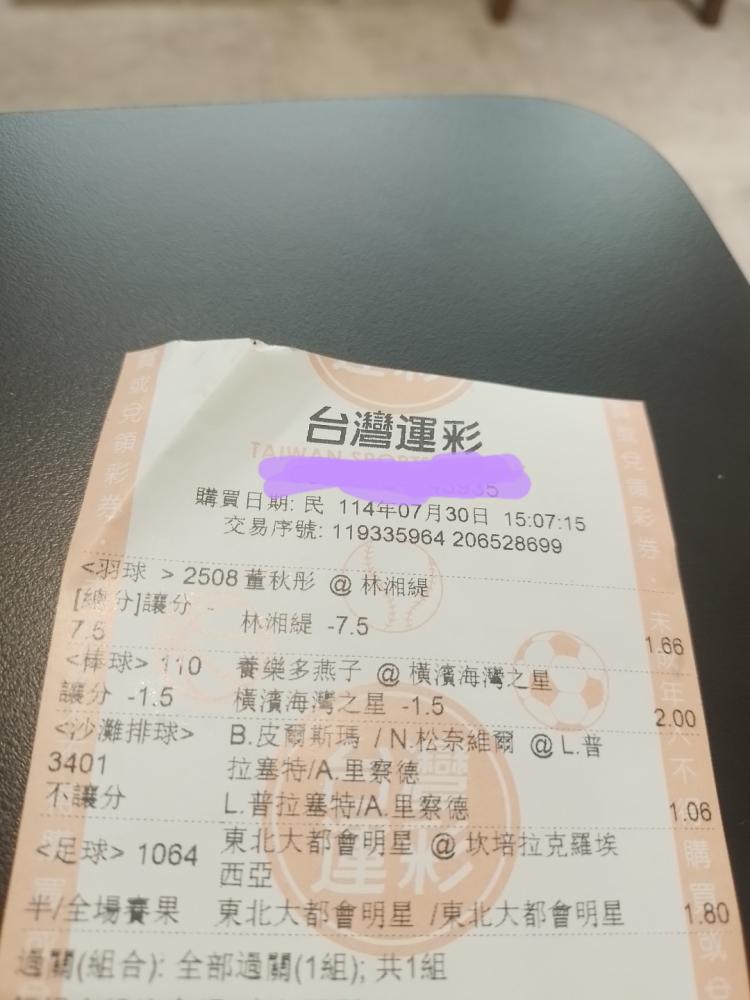 台灣運彩
TAIWAN SPORTS
購買日期: 民 114年07月30日 15:07:15
交易序號: 119335964 206528699
<羽球 > 2508 董秋彤 @ 林湘緹
[總分]讓分 -
7.5 林湘緹 -7.5 1.66
<棒球> 110 養樂多燕子 @ 橫濱海灣之星
讓分 -1.5 橫濱海灣之星 -1.5 2.00
<沙灘排球> B.皮爾斯瑪 / N.松奈維爾 @ L.普
3401 拉塞特/A.里察德
不讓分 L.普拉塞特/A.里察德 1.06
<足球> 1064 東北大都會明星 @ 坎培拉克羅埃
西亞
半/全場賽果 東北大都會明星 /東北大都會明星 1.80
過關(組合): 全部過關(1組); 共1組